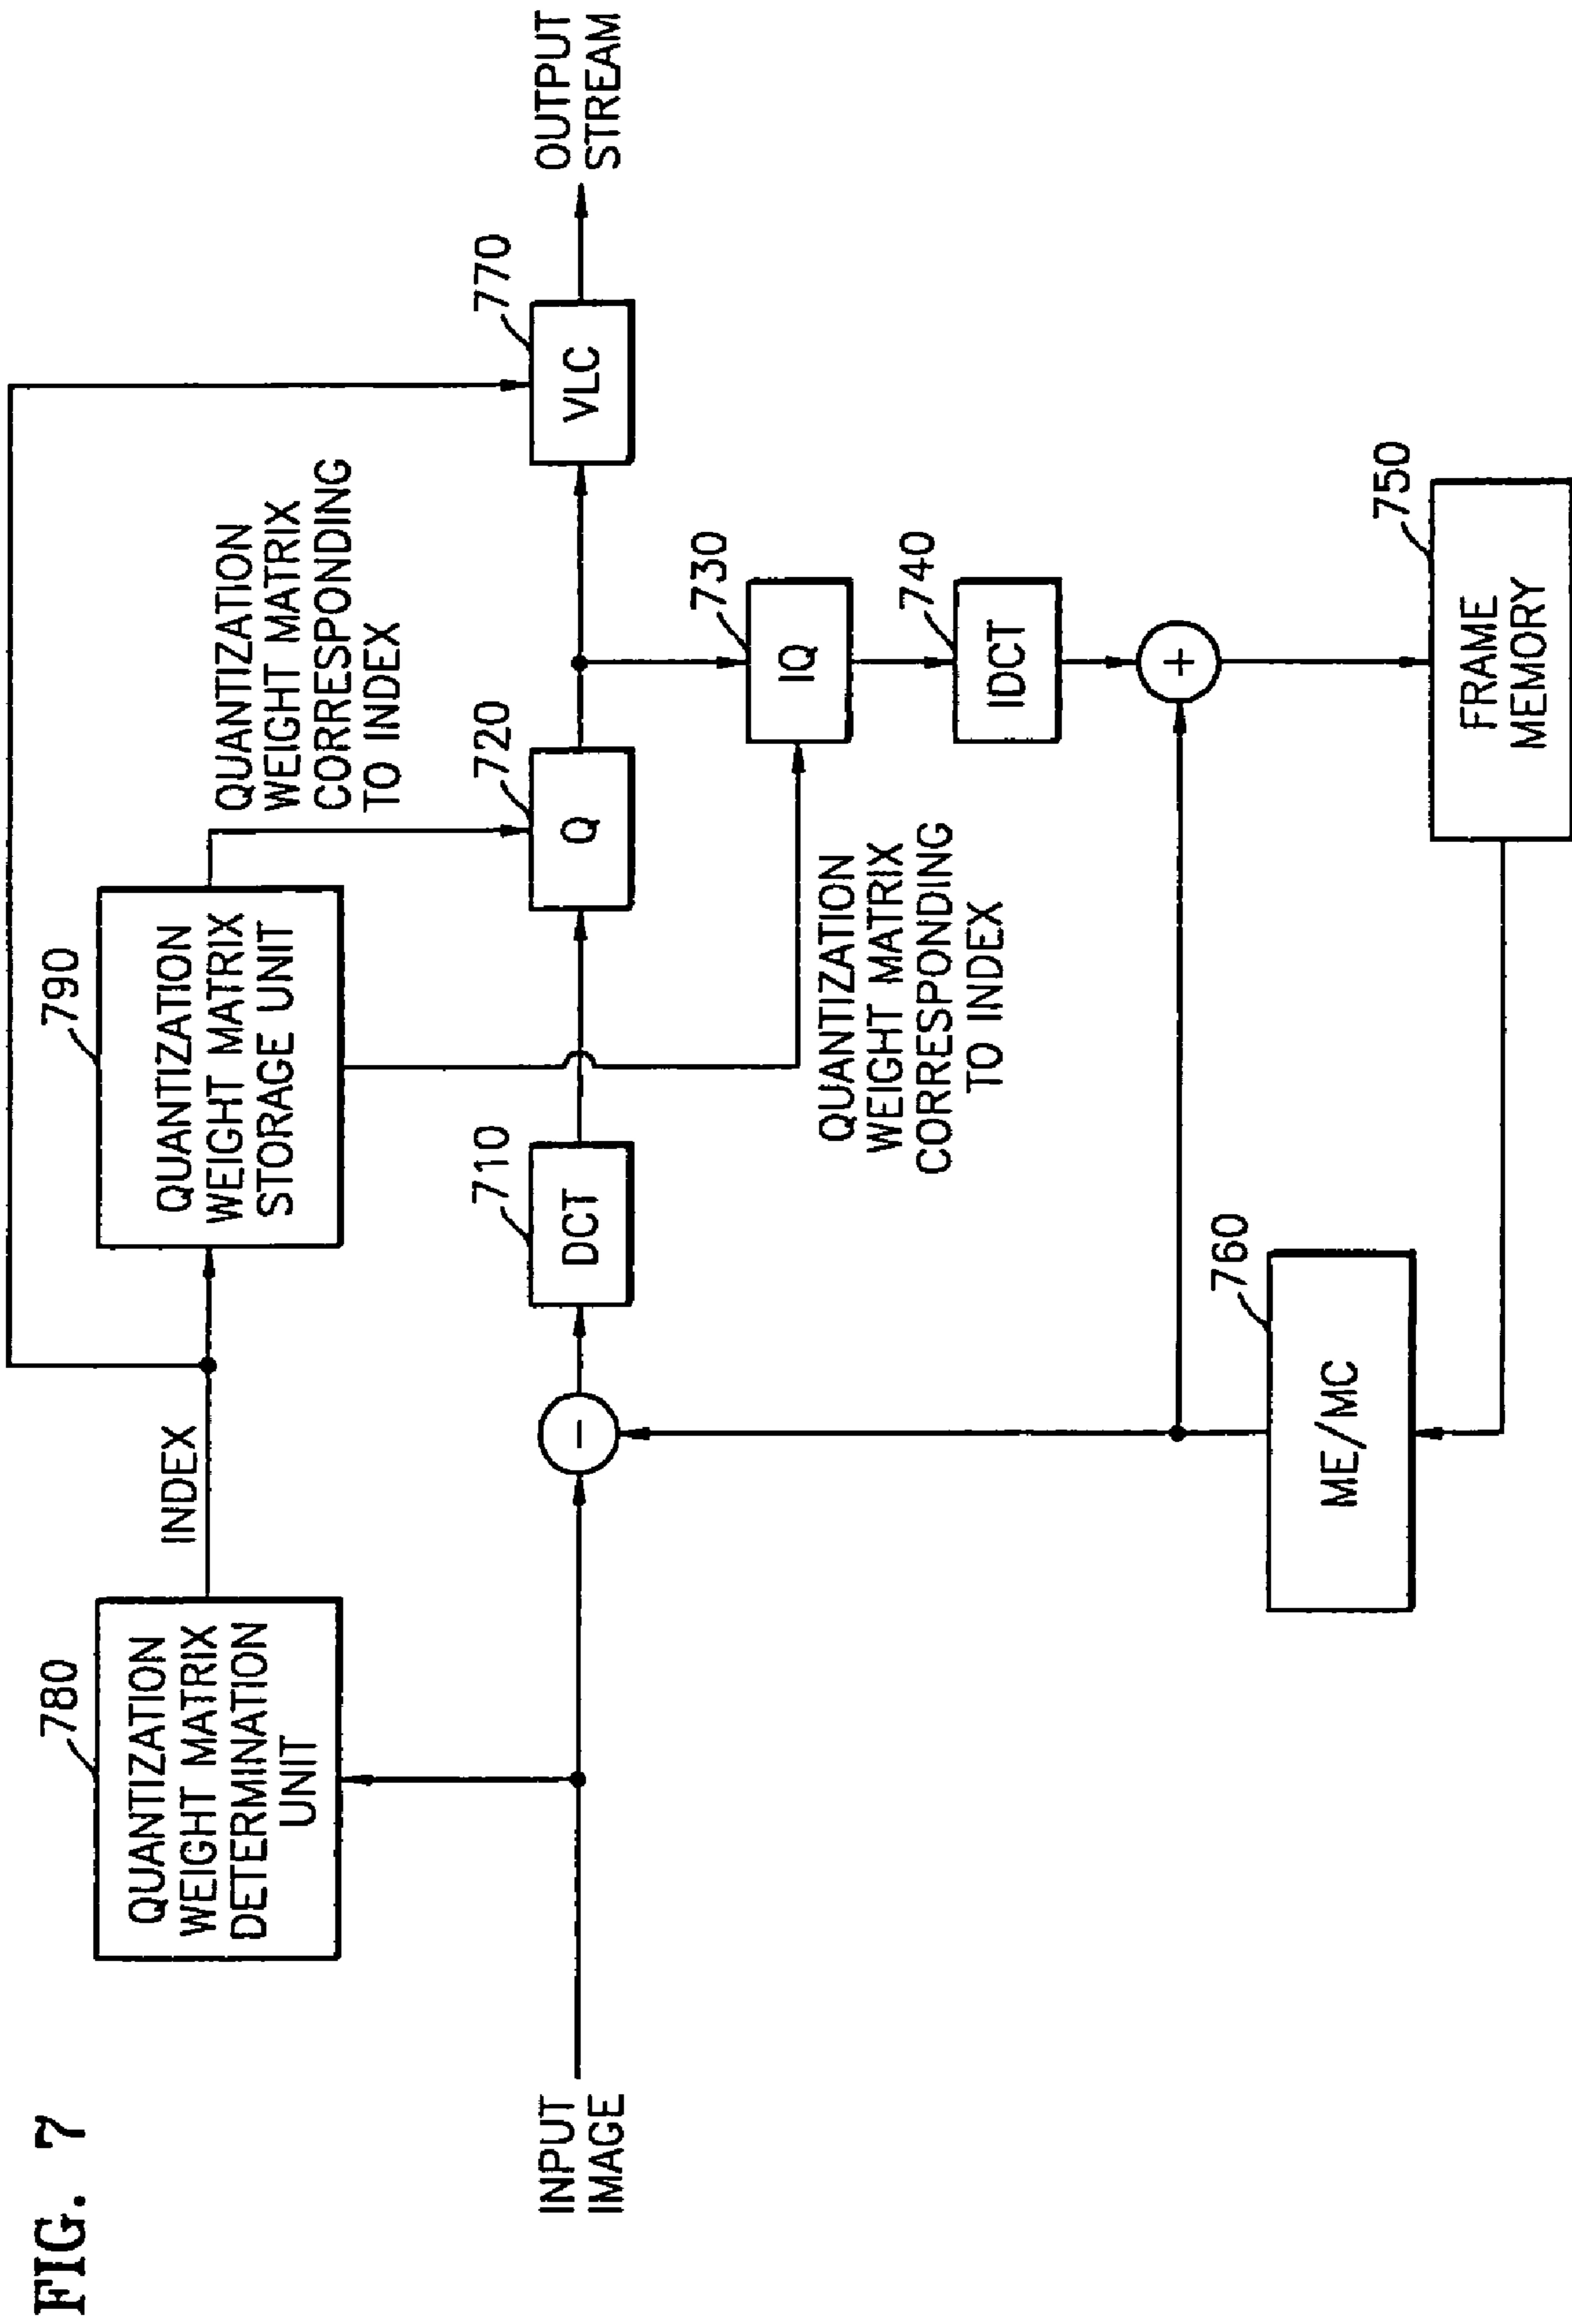 FIG. 7
780
QUANTIZATION
WEIGHT MATRIX
DETERMINATION
UNIT
INDEX
790
QUANTIZATION
WEIGHT MATRIX
STORAGE UNIT
QUANTIZATION
WEIGHT MATRIX
CORRESPONDING
TO INDEX
INPUT
IMAGE
-
710
DCT
720
Q
770
VLC
OUTPUT
STREAM
QUANTIZATION
WEIGHT MATRIX
CORRESPONDING
TO INDEX
730
IQ
740
IDCT
+
760
ME/MC
750
FRAME
MEMORY